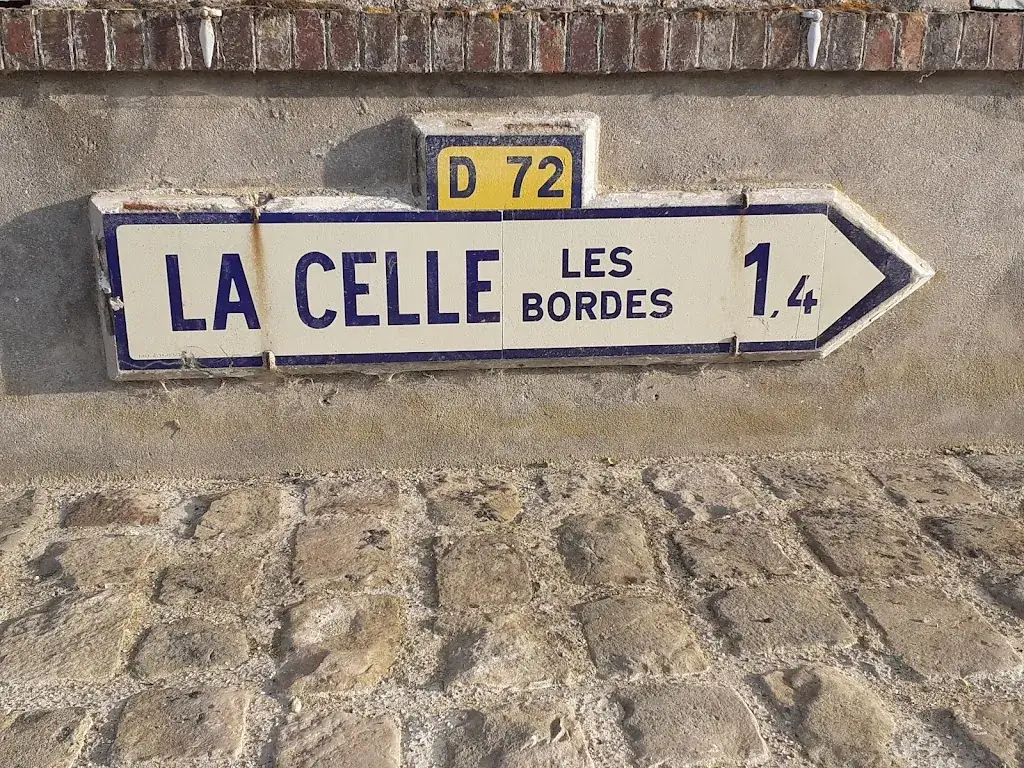 D 72
LA CELLE LES BORDES 1,4